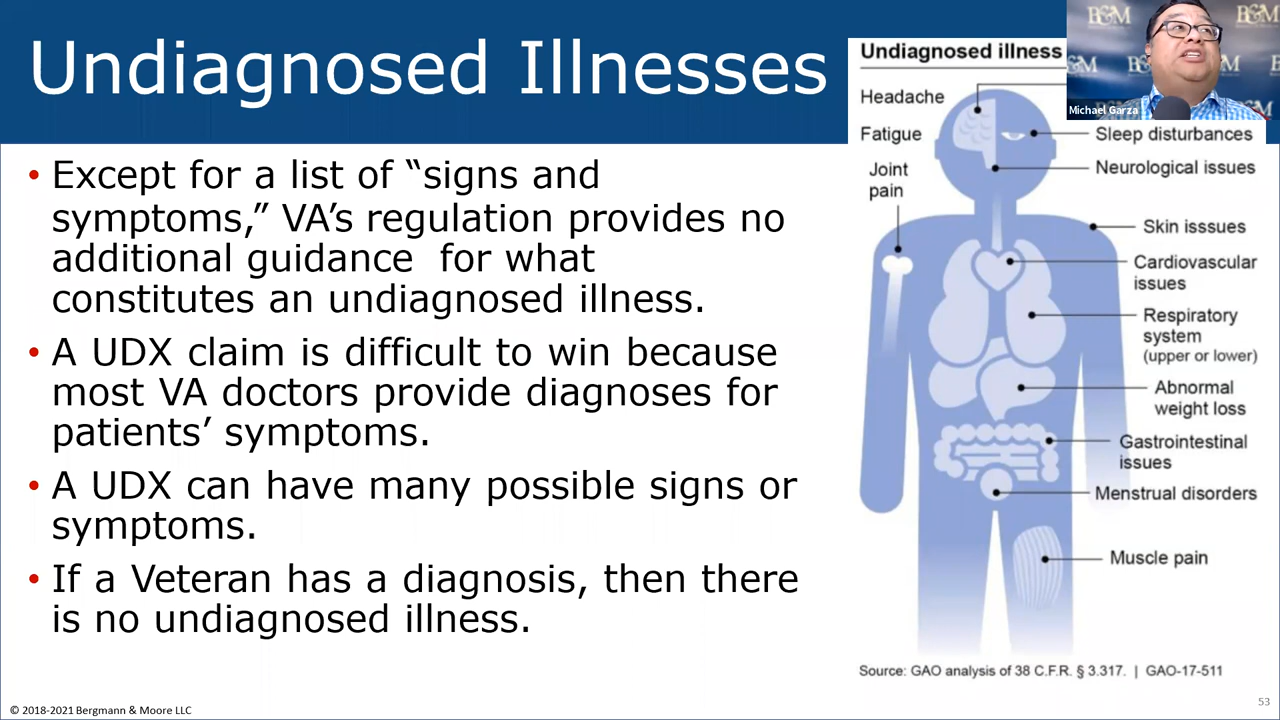 Undiagnosed Illnesses
• Except for a list of “signs and
symptoms,” VA’s regulation provides no
additional guidance  for what
constitutes an undiagnosed illness.
• A UDX claim is difficult to win because
most VA doctors provide diagnoses for
patients’ symptoms.
• A UDX can have many possible signs or
symptoms.
• If a Veteran has a diagnosis, then there
is no undiagnosed illness.
Undiagnosed illness
Headache
Fatigue
Joint
pain
Sleep disturbances
Neurological issues
Skin isssues
Cardiovascular
issues
Respiratory
system
(upper or lower)
Abnormal
weight loss
Gastrointestinal
issues
Menstrual disorders
Muscle pain
Source: GAO analysis of 38 C.F.R. § 3.317. | GAO-17-511
B&M
B&M
Michael Garza
© 2018-2021 Bergmann & Moore LLC
53